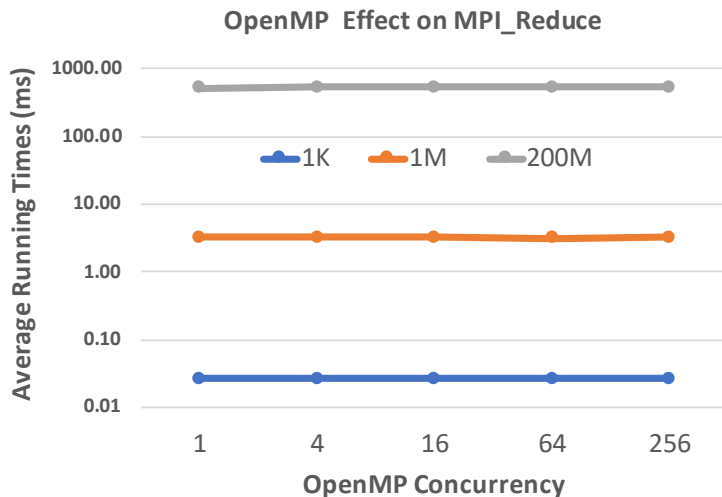 OpenMP  Effect on MPI_Reduce
Average Running Times (ms)
1000.00
100.00
10.00
1.00
0.10
0.01
1K 1M 200M
1 4 16 64 256
OpenMP Concurrency